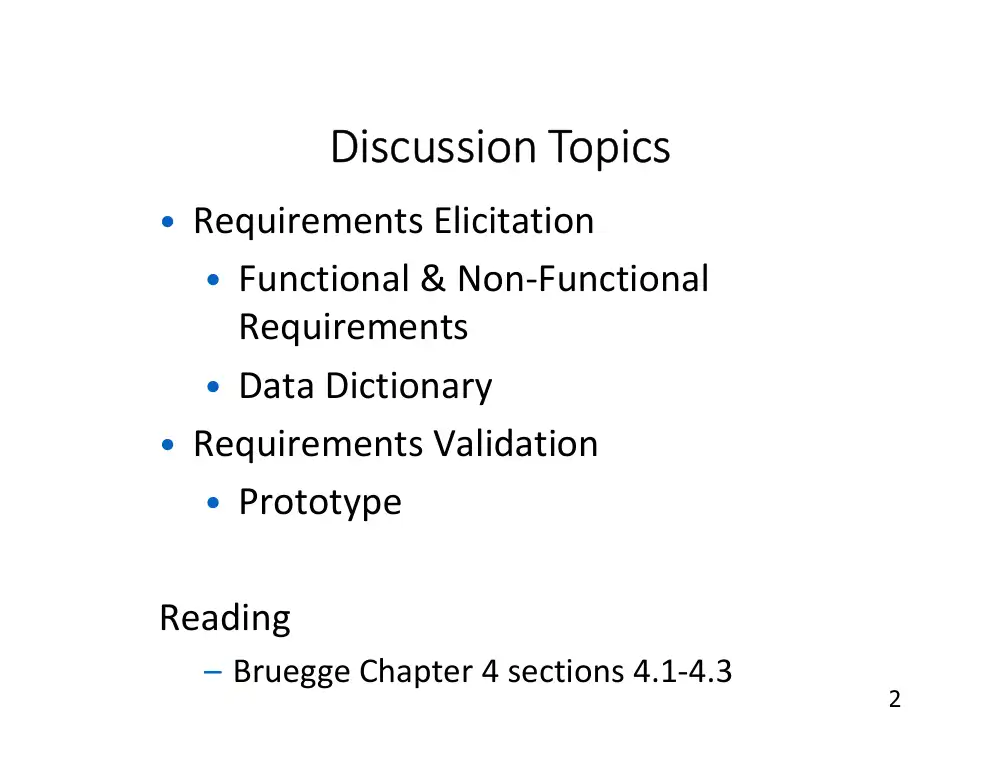 Discussion Topics
• Requirements Elicitation
• Functional & Non-Functional
Requirements
• Data Dictionary
• Requirements Validation
• Prototype
Reading
– Bruegge Chapter 4 sections 4.1-4.3
2